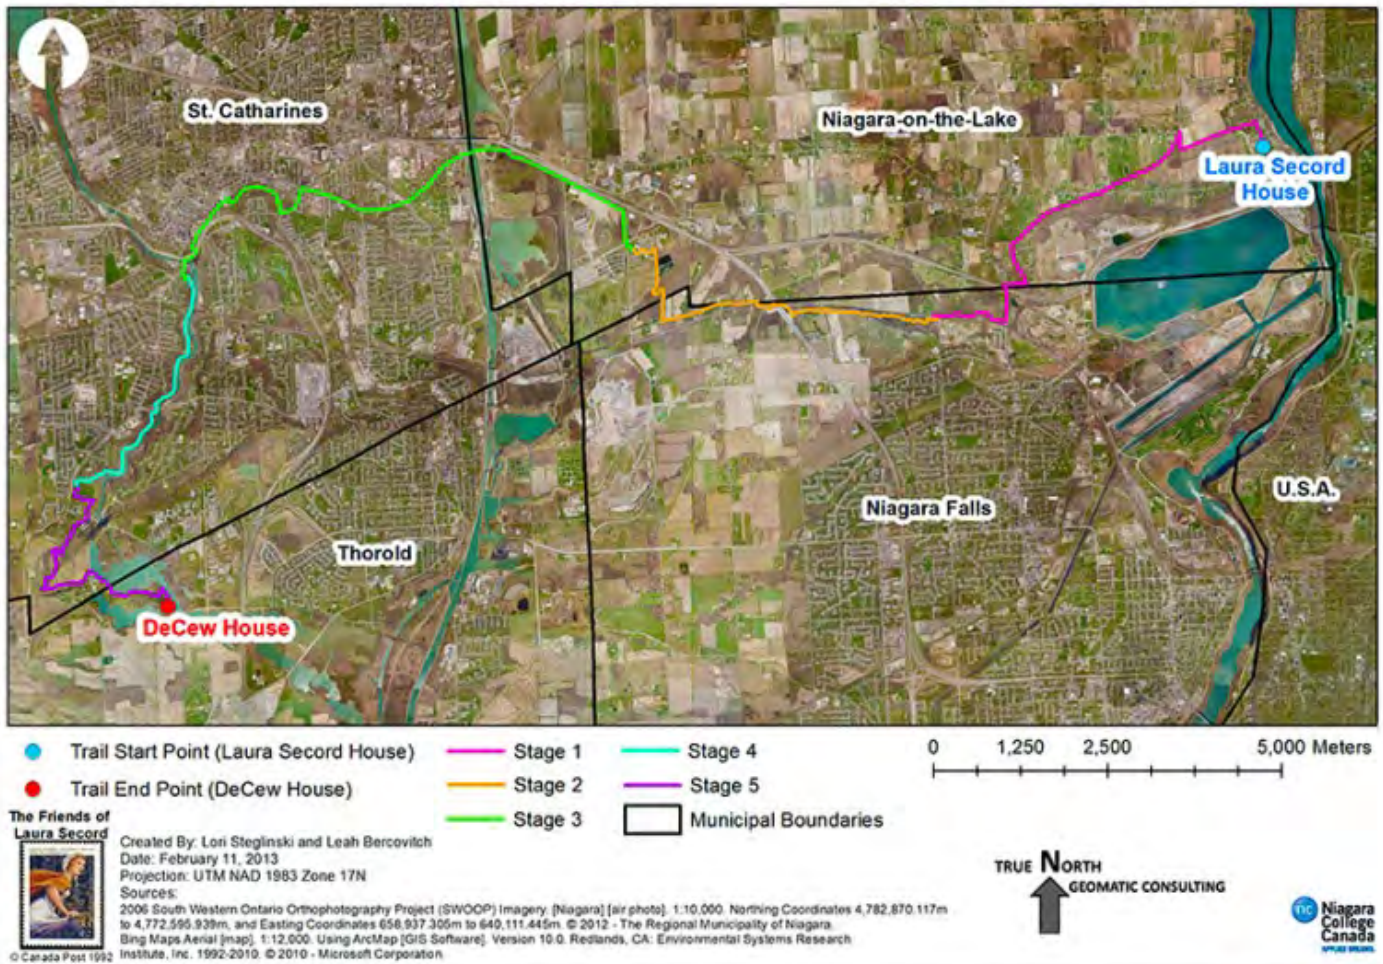 St. Catharines
Niagara-on-the-Lake
Laura Secord
House
Niagara Falls
U.S.A.
Thorold
DeCew House
Trail Start Point (Laura Secord House)
Trail End Point (DeCew House)
Stage 1
Stage 2
Stage 3
Stage 4
Stage 5
Municipal Boundaries
0 1,250 2,500 5,000 Meters
The Friends of
Laura Secord
© Canada Post 1992
Created By: Lori Steglinski and Leah Bercovitch
Date: February 11, 2013
Projection: UTM NAD 1983 Zone 17N
Sources:
2006 South Western Ontario Orthophotography Project (SWOOP) Imagery. [Niagara] [air photo]. 1:10,000. Northing Coordinates 4,782,870.117m
to 4,772,595.939m, and Easting Coordinates 658,937.305m to 640,111.445m. © 2012 - The Regional Municipality of Niagara.
Bing Maps Aerial [map]. 1:12,000. Using ArcMap [GIS Software]. Version 10.0. Redlands, CA: Environmental Systems Research
Institute, Inc. 1992-2010. © 2010 - Microsoft Corporation.
TRUE NORTH
GEOMATIC CONSULTING
nc
Niagara
College
Canada
APPLIED DREAMS.